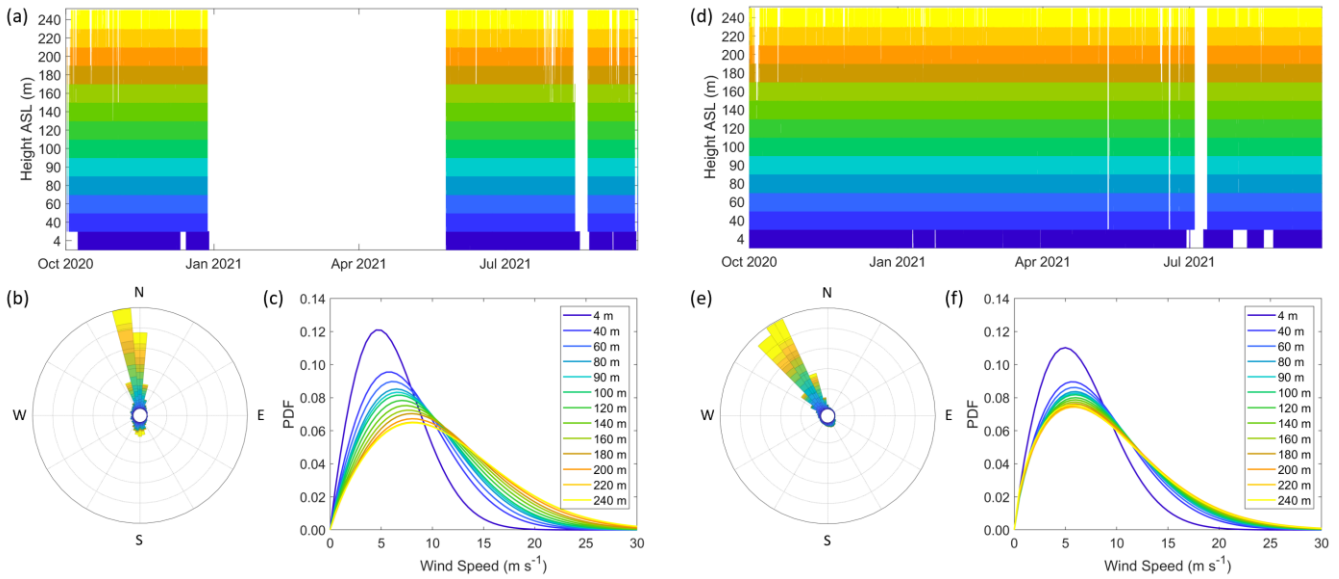 (a)
Height ASL (m)
240
220
200
180
160
140
120
100
90
80
60
40
4
Oct 2020 Jan 2021 Apr 2021 Jul 2021
(d)
Height ASL (m)
240
220
200
180
160
140
120
100
90
80
60
40
4
Oct 2020 Jan 2021 Apr 2021 Jul 2021
(b)
N
W E
S
(c)
PDF
0.14
0.12
0.10
0.08
0.06
0.04
0.02
0.00
0 5 10 15 20 25 30
Wind Speed (m s⁻¹)
4 m
40 m
60 m
80 m
90 m
100 m
120 m
140 m
160 m
180 m
200 m
220 m
240 m
(e)
N
W E
S
(f)
PDF
0.14
0.12
0.10
0.08
0.06
0.04
0.02
0.00
0 5 10 15 20 25 30
Wind Speed (m s⁻¹)
4 m
40 m
60 m
80 m
90 m
100 m
120 m
140 m
160 m
180 m
200 m
220 m
240 m